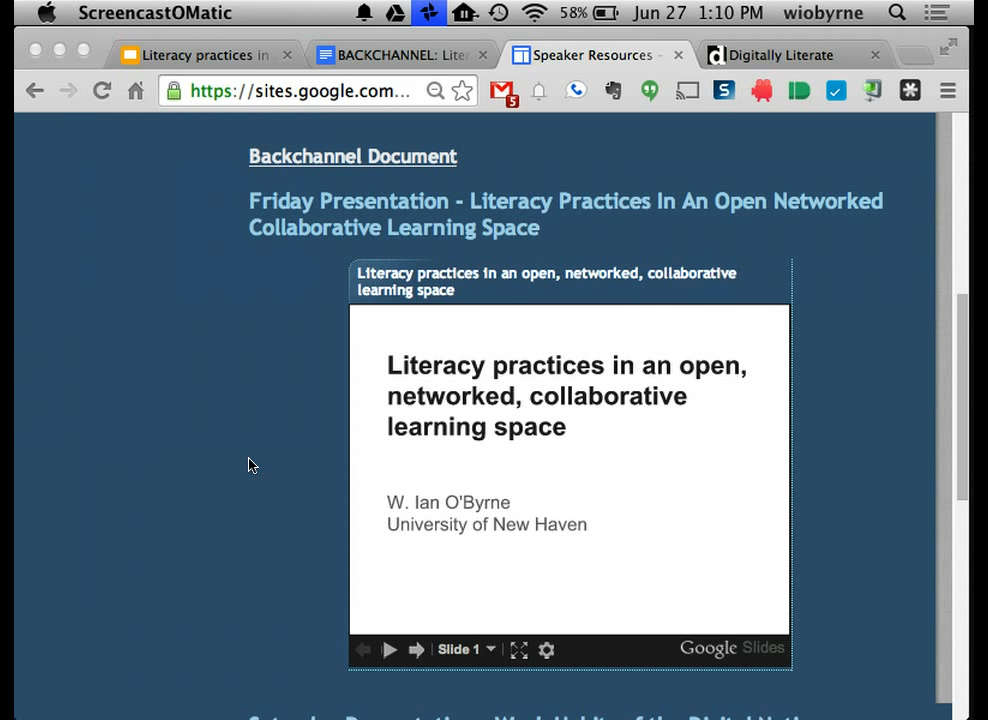 ScreencastOMatic 58% Jun 27 1:10 PM wiobyrne
Literacy practices in BACKCHANNEL: Liter Speaker Resources - Digitally Literate
https://sites.google.com... 5 S
Backchannel Document
Friday Presentation - Literacy Practices In An Open Networked
Collaborative Learning Space
Literacy practices in an open, networked, collaborative
learning space
Literacy practices in an open,
networked, collaborative
learning space
W. Ian O'Byrne
University of New Haven
Slide 1 Google Slides